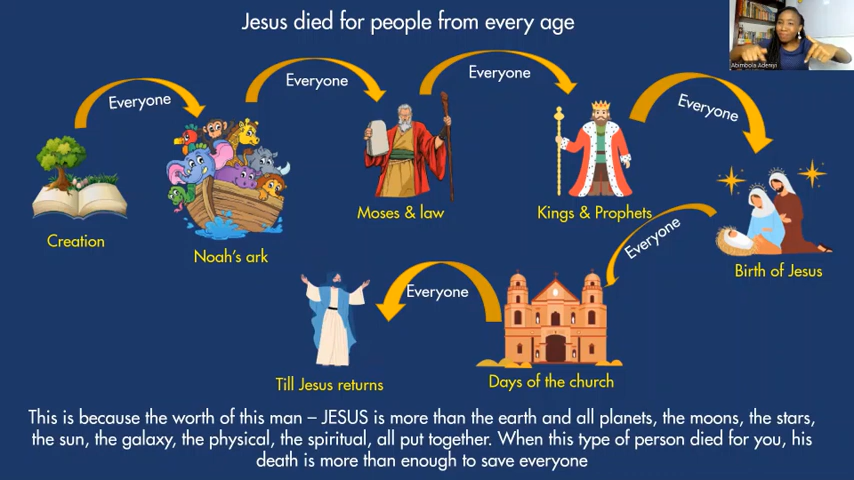 Jesus died for people from every age
Abimbola Adeniyi
Everyone
Everyone
Everyone
Everyone
Creation
Noah's ark
Moses & law
Kings & Prophets
Birth of Jesus
Everyone
Everyone
Till Jesus returns
Days of the church
This is because the worth of this man – JESUS is more than the earth and all planets, the moons, the stars,
the sun, the galaxy, the physical, the spiritual, all put together. When this type of person died for you, his
death is more than enough to save everyone